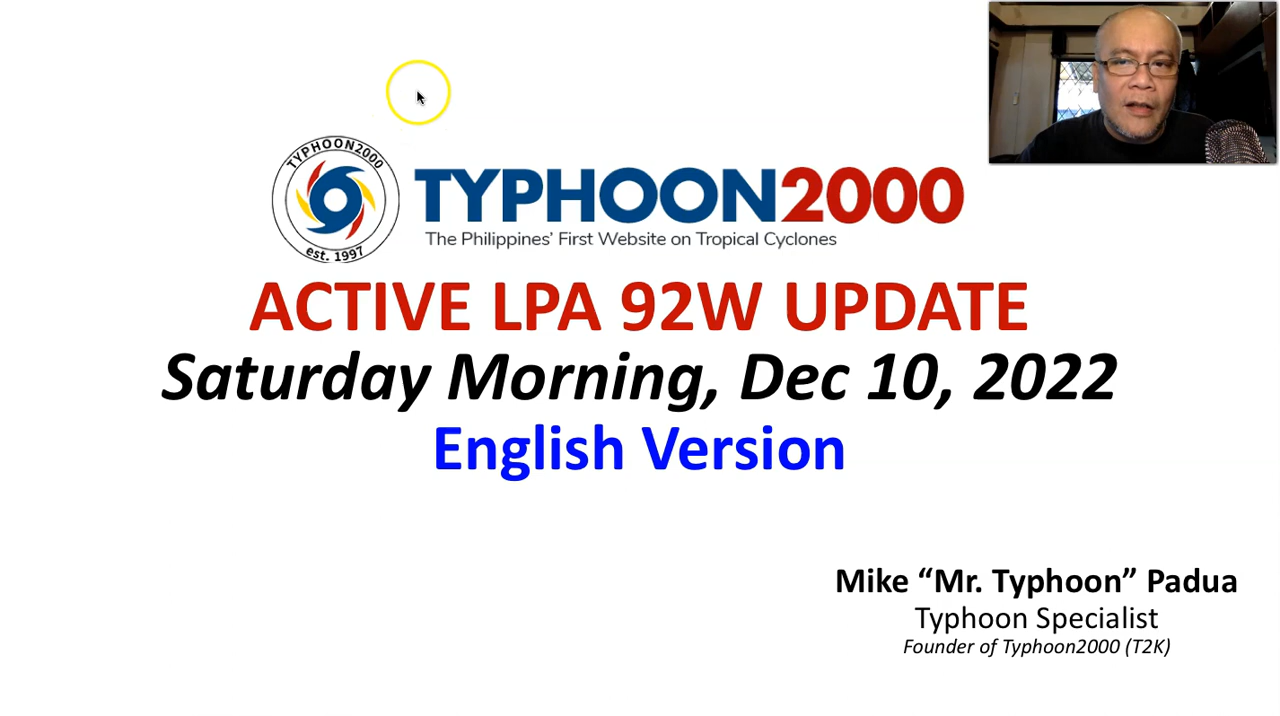 TYPHOON2000
est. 1997
TYPHOON2000
The Philippines' First Website on Tropical Cyclones
ACTIVE LPA 92W UPDATE
Saturday Morning, Dec 10, 2022
English Version
Mike “Mr. Typhoon” Padua
Typhoon Specialist
Founder of Typhoon2000 (T2K)